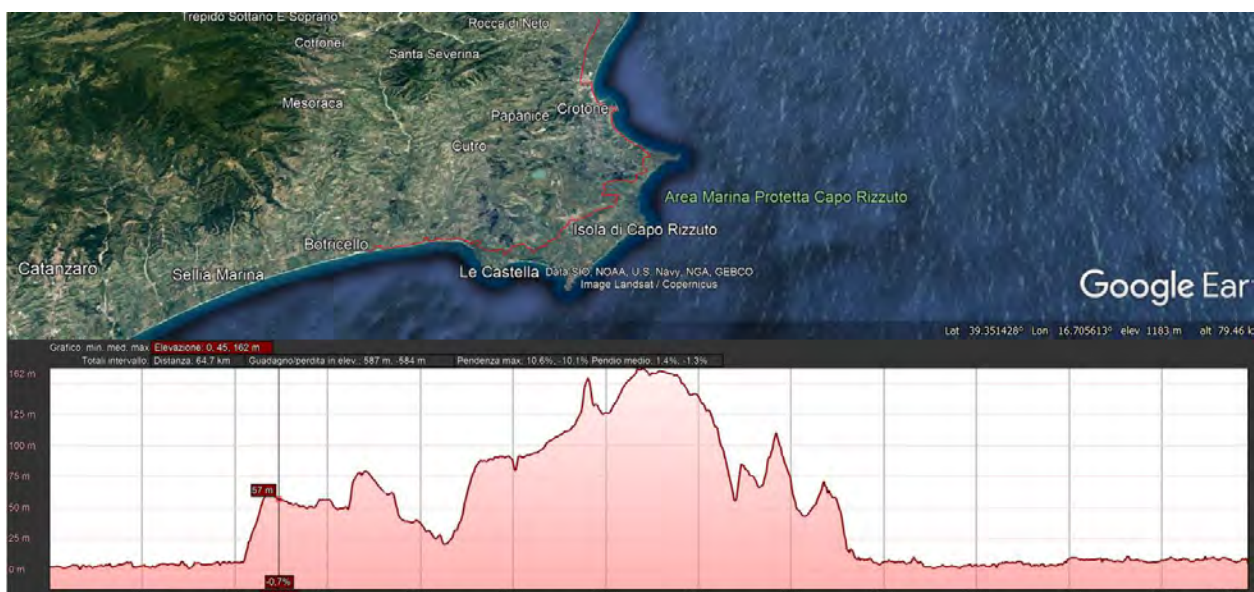 Trepido Sottano E Soprano
Rocca di Neto
Cotronei
Santa Severina
Mesoraca
Crotone
Papanice
Cutro
Area Marina Protetta Capo Rizzuto
Isola di Capo Rizzuto
Botricello
Catanzaro
Sellia Marina
Le Castella
Data SIO, NOAA, U.S. Navy, NGA, GEBCO
Image Landsat / Copernicus
Google Ear
Lat 39.351428° Lon 16.705613° elev 1183 m alt 79.46 k
Grafico: min. med. max Elevazione: 0, 45, 162 m
Totali intervallo: Distanza: 64.7 km Guadagno/perdita in elev.: 587 m, -584 m Pendenza max: 10.6%, -10.1% Pendio medio: 1.4%, -1.3%
162 m
125 m
100 m
75 m
57 m
50 m
25 m
0 m
-0.7%